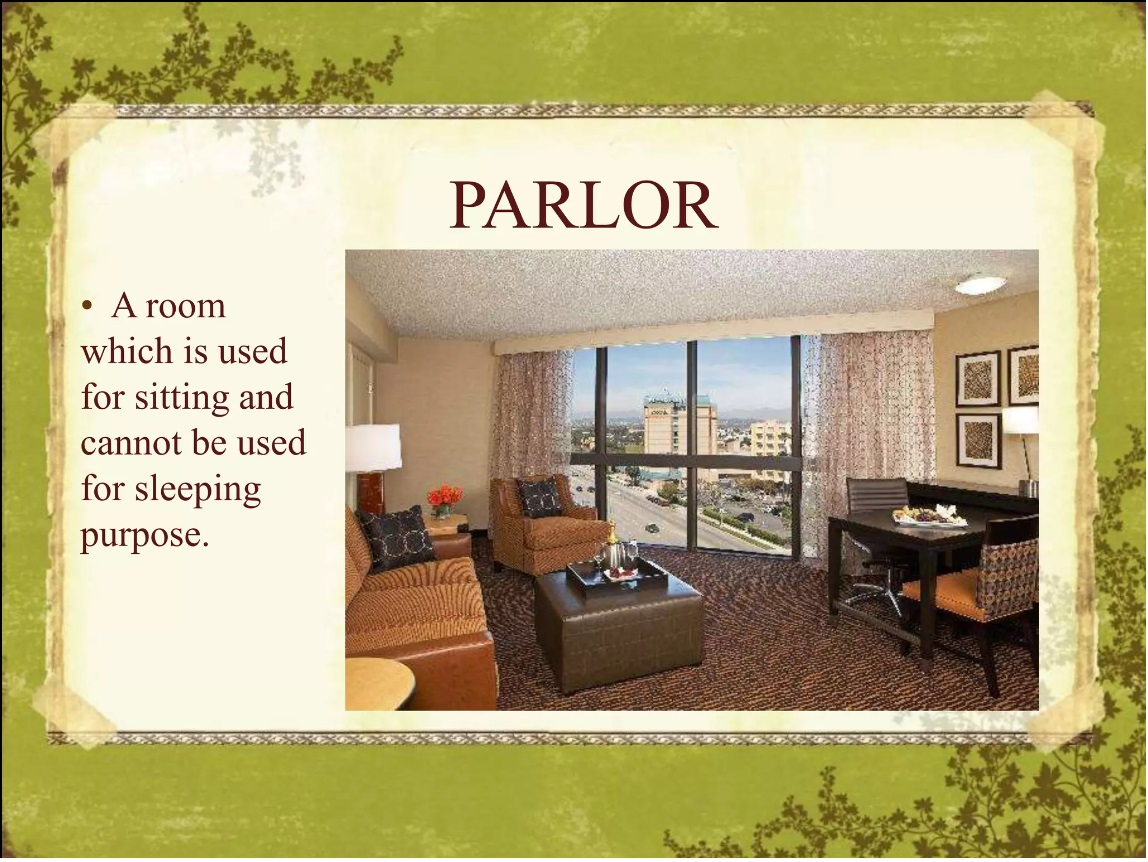 PARLOR
• A room
which is used
for sitting and
cannot be used
for sleeping
purpose.